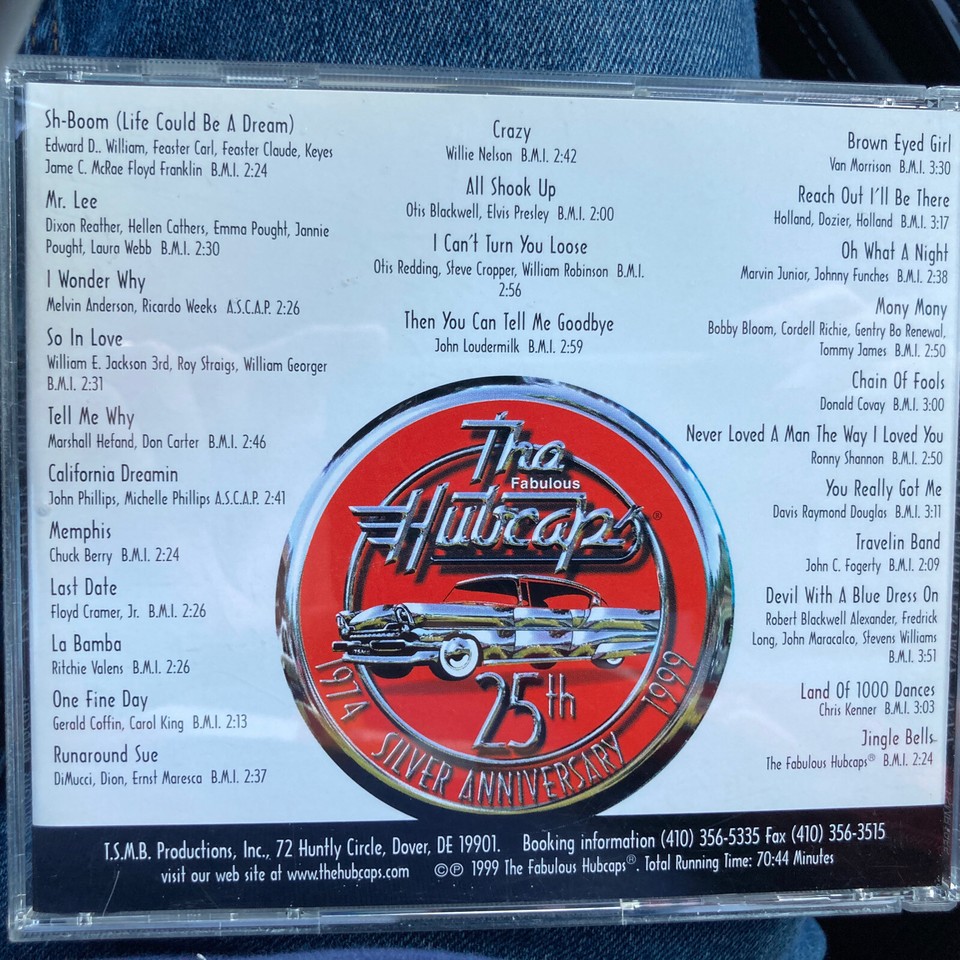 Sh-Boom (Life Could Be A Dream)
Edward D.. William, Feaster Carl, Feaster Claude, Keyes
Jame C. McRae Floyd Franklin B.M.I. 2:24
Mr. Lee
Dixon Reather, Hellen Cathers, Emma Pought, Jannie
Pought, Laura Webb B.M.I. 2:30
I Wonder Why
Melvin Anderson, Ricardo Weeks A.S.C.A.P. 2:26
So In Love
William E. Jackson 3rd, Roy Straigs, William Georger
B.M.I. 2:31
Tell Me Why
Marshall Hefand, Don Carter B.M.I. 2:46
California Dreamin
John Phillips, Michelle Phillips A.S.C.A.P. 2:41
Memphis
Chuck Berry B.M.I. 2:24
Last Date
Floyd Cramer, Jr. B.M.I. 2:26
La Bamba
Ritchie Valens B.M.I. 2:26
One Fine Day
Gerald Coffin, Carol King B.M.I. 2:13
Runaround Sue
DiMucci, Dion, Ernst Maresca B.M.I. 2:37
Crazy
Willie Nelson B.M.I. 2:42
All Shook Up
Otis Blackwell, Elvis Presley B.M.I. 2:00
I Can't Turn You Loose
Otis Redding, Steve Cropper, William Robinson B.M.I.
2:56
Then You Can Tell Me Goodbye
John Loudermilk B.M.I. 2:59
Brown Eyed Girl
Van Morrison B.M.I. 3:30
Reach Out I'll Be There
Holland, Dozier, Holland B.M.I. 3:17
Oh What A Night
Marvin Junior, Johnny Funches B.M.I. 2:38
Mony Mony
Bobby Bloom, Cordell Richie, Gentry Bo Renewal,
Tommy James B.M.I. 2:50
Chain Of Fools
Donald Covay B.M.I. 3:00
Never Loved A Man The Way I Loved You
Ronny Shannon B.M.I. 2:50
You Really Got Me
Davis Raymond Douglas B.M.I. 3:11
Travelin Band
John C. Fogerty B.M.I. 2:09
Devil With A Blue Dress On
Robert Blackwell Alexander, Fredrick
Long, John Maracalco, Stevens Williams
B.M.I. 3:51
Land Of 1000 Dances
Chris Kenner B.M.I. 3:03
Jingle Bells
The Fabulous Hubcaps® B.M.I. 2:24
The
Fabulous
Hubcaps®
25th
1974 SILVER ANNIVERSARY 1999
T.S.M.B. Productions, Inc., 72 Huntly Circle, Dover, DE 19901. Booking information (410) 356-5335 Fax (410) 356-3515
visit our web site at www.thehubcaps.com ©℗ 1999 The Fabulous Hubcaps®. Total Running Time: 70:44 Minutes